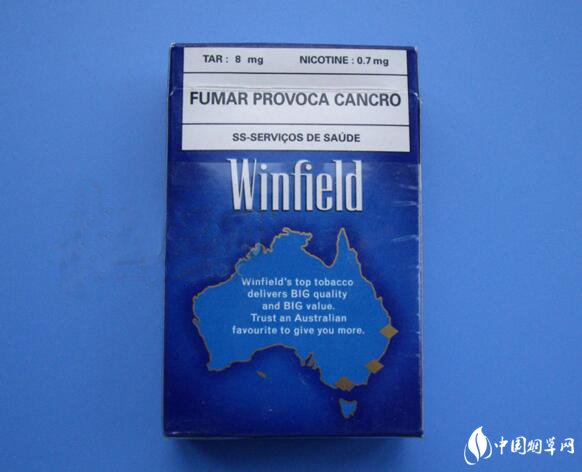 TAR : 8 mg NICOTINE : 0.7 mg
FUMAR PROVOCA CANCRO
SS-SERVIÇOS DE SAÚDE
Winfield
Winfield's top tobacco
delivers BIG quality
and BIG value.
Trust an Australian
favourite to give you more.
中国烟草网